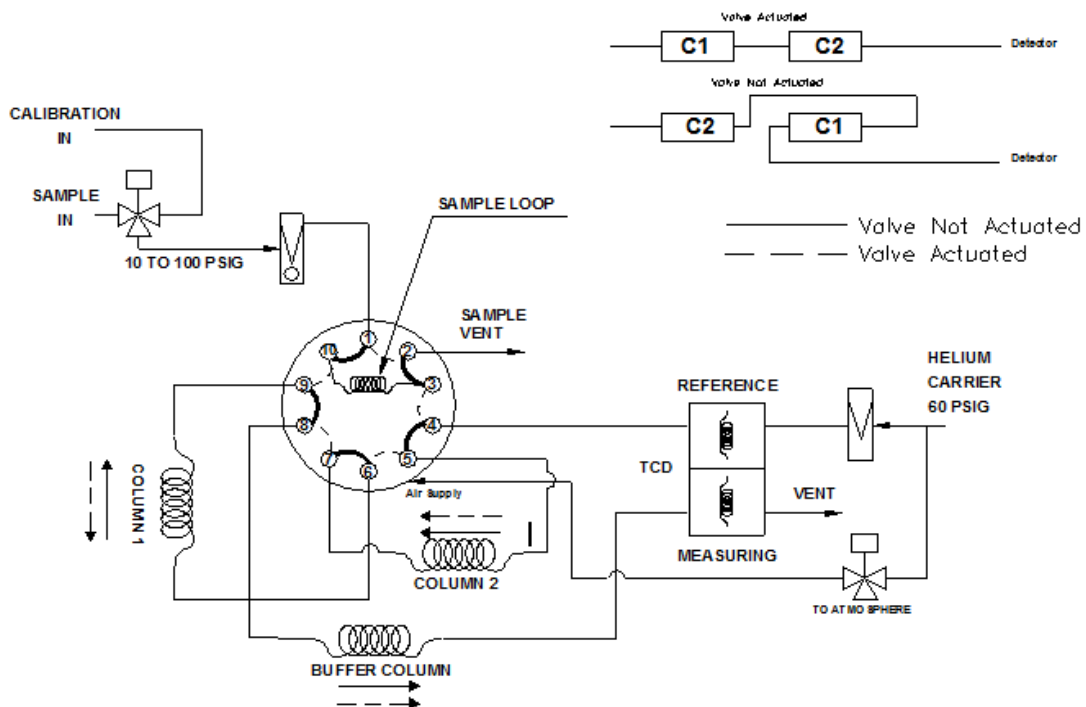 Valve Actuated
C1
C2
Detector
Valve Not Actuated
C2
C1
Detector
CALIBRATION
IN
SAMPLE
IN
10 TO 100 PSIG
SAMPLE LOOP
Valve Not Actuated
Valve Actuated
SAMPLE
VENT
1
2
3
4
5
6
7
8
9
10
REFERENCE
HELIUM
CARRIER
60 PSIG
TCD
VENT
MEASURING
Air Supply
COLUMN 1
COLUMN 2
TO ATMOSPHERE
BUFFER COLUMN